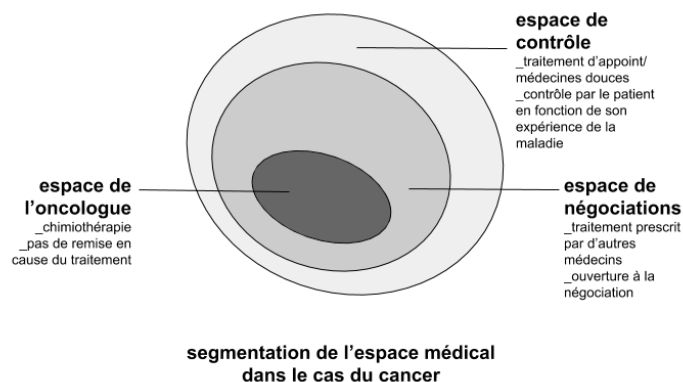 espace de
contrôle
_traitement d'appoint/
médecines douces
_contrôle par le patient
en fonction de son
expérience de la
maladie
espace de
l'oncologue
_chimiothérapie
_pas de remise en
cause du traitement
espace de
négociations
_traitement prescrit
par d'autres
médecins
_ouverture à la
négociation
segmentation de l'espace médical
dans le cas du cancer